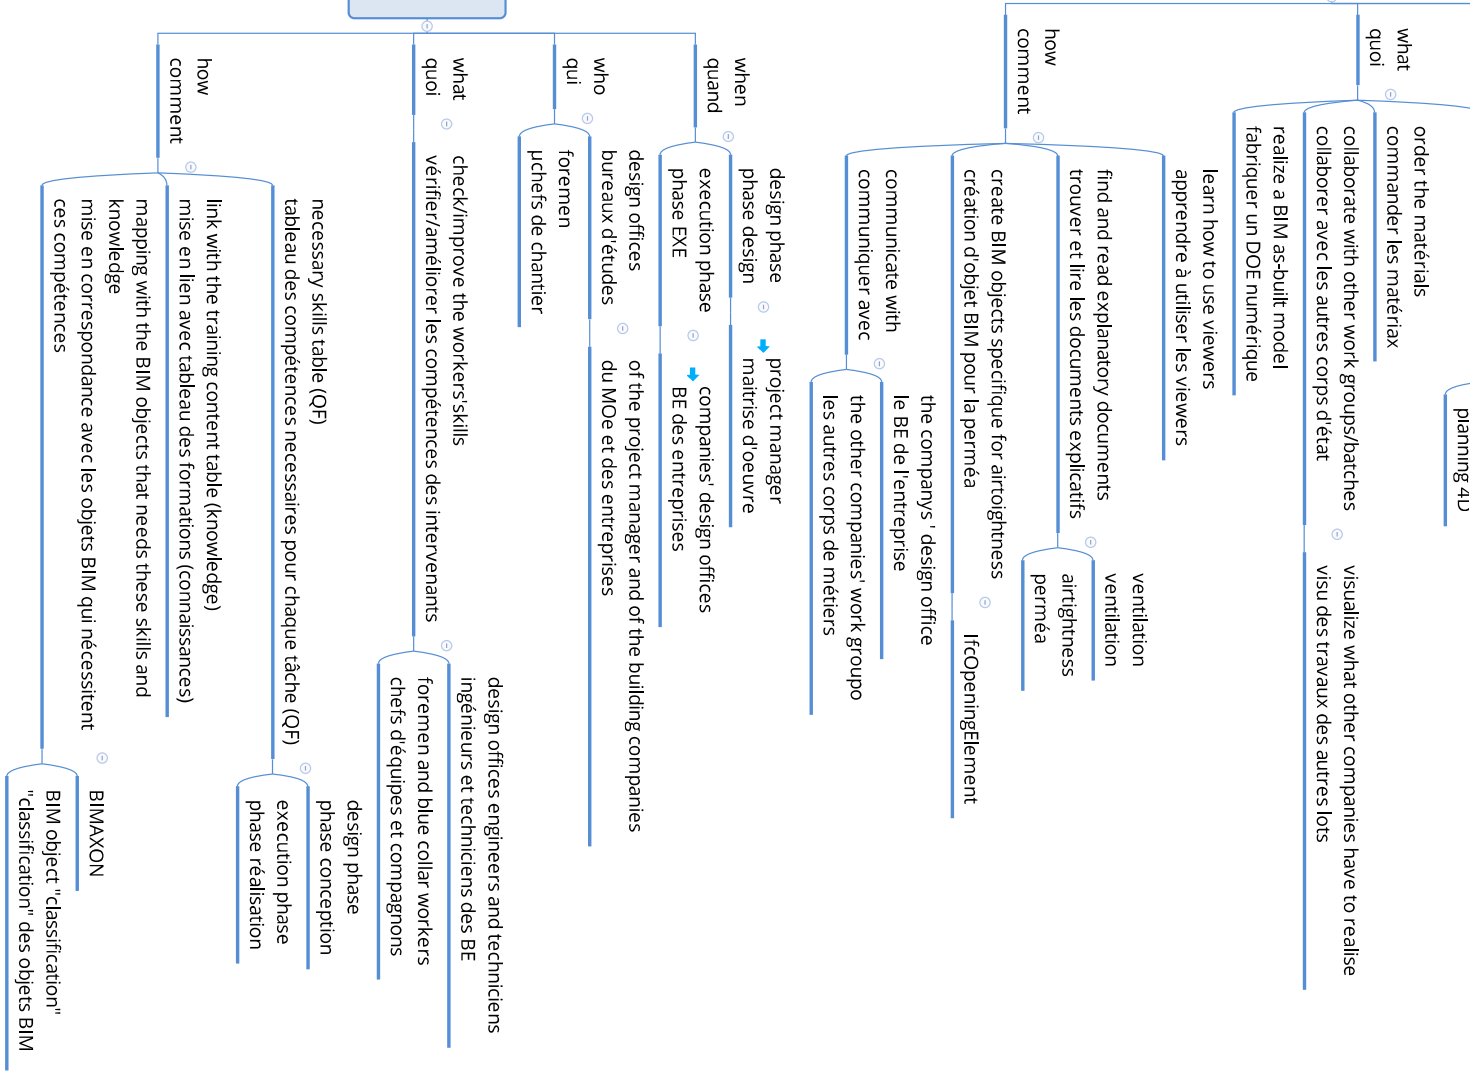 planning 4D
what
quoi
order the matérials
commander les matériax
collaborate with other work groups/batches
collaborer avec les autres corps d'état
visualize what other companies have to realise
visu des travaux des autres lots
realize a BIM as-built model
fabriquer un DOE numérique
how
comment
learn how to use viewers
apprendre à utiliser les viewers
find and read explanatory documents
trouver et lire les documents explicatifs
ventilation
ventilation
airtightness
perméa
create BIM objects specifique for airtoightness
création d'objet BIM pour la perméa
IfcOpeningElement
communicate with
communiquer avec
the companys ' design office
le BE de l'entreprise
the other companies' work groupo
les autres corps de métiers
when
quand
design phase
phase design
project manager
maitrise d'oeuvre
execution phase
phase EXE
companies' design offices
BE des entreprises
who
qui
design offices
bureaux d'études
of the project manager and of the building companies
du MOe et des entreprises
foremen
µchefs de chantier
what
quoi
check/improve the workers'skills
vérifier/améliorer les compétences des intervenants
design offices engineers and techniciens
ingénieurs et techniciens des BE
foremen and blue collar workers
chefs d'équipes et compagnons
how
comment
necessary skills table (QF)
tableau des compétences necessaires pour chaque tâche (QF)
design phase
phase conception
execution phase
phase réalisation
link with the training content table (knowledge)
mise en lien avec tableau des formations (connaissances)
mapping with the BIM objects that needs these skills and
knowledge
mise en correspondance avec les objets BIM qui nécessitent
ces compétences
BIMAXON
BIM object "classification"
"classification" des objets BIM